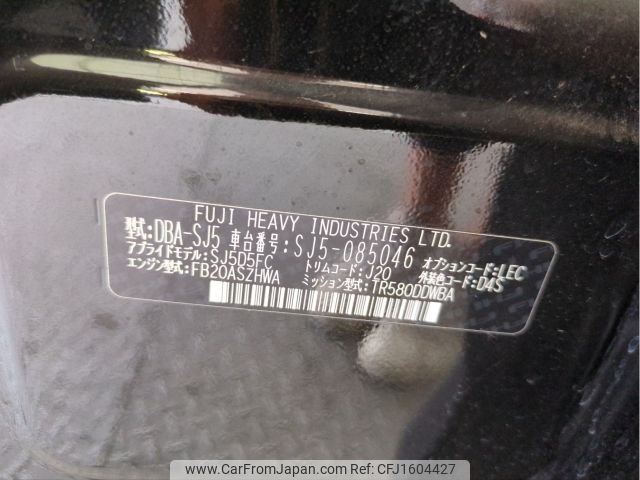 FUJI HEAVY INDUSTRIES LTD.
型式:DBA-SJ5 車台番号:SJ5-085046 オプションコード:LEC
アプライドモデル:SJ5D5FC トリムコード:J20 外装色コード:D4S
エンジン型式:FB20ASZHWA ミッション型式:TR580DDWBA
www.CarFromJapan.com CFJ1604427